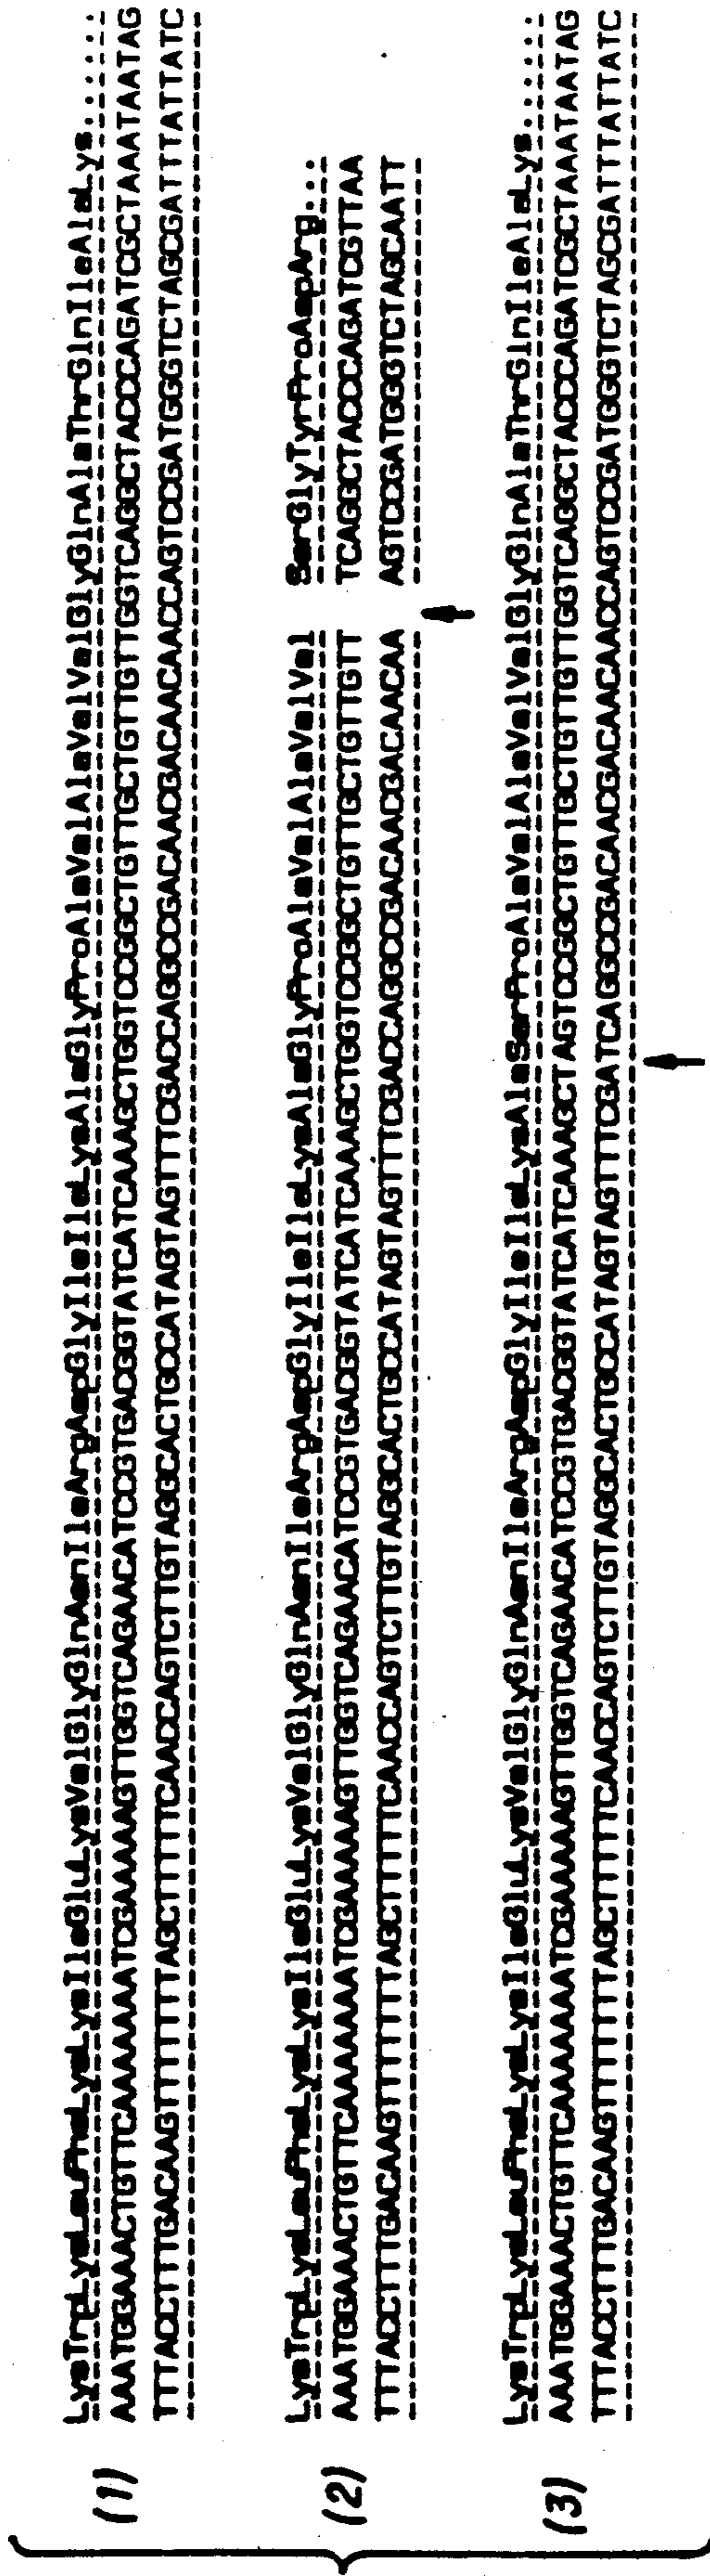 (1)
LysTrpLysLeuPheLysLysIleGluLysValGlyGlnAsnIleArgAspGlyIleIleLysAlaGlyProAlaValAlaValValGlyGlnAlaThrGlnIleAlaLys......
AAATGGAAACTGTTCAAAAAAATCGAAAAAGTTGGTCAGAACATCCGTGACGGTATCATCAAAGCTGGTCCGGCTGTTGCTGTTGTTGGTCAGGCTACCCAGATCGCTAAATAATAG
TTTACCTTTGACAAGTTTTTTTAGCTTTTTCAACCAGTCTTGTAGGCACTGCCATAGTAGTTTCGACCAGGCCGACAACGACAACAACCAGTCCGATGGGTCTAGCGATTTATTATC
(2)
LysTrpLysLeuPheLysLysIleGluLysValGlyGlnAsnIleArgAspGlyIleIleLysAlaGlyProAlaValAlaValVal SerGlyTyrProAspArg...
AAATGGAAACTGTTCAAAAAAATCGAAAAAGTTGGTCAGAACATCCGTGACGGTATCATCAAAGCTGGTCCGGCTGTTGCTGTTGTT TCAGGCTACCCAGATCGTTAA
TTTACCTTTGACAAGTTTTTTTAGCTTTTTCAACCAGTCTTGTAGGCACTGCCATAGTAGTTTCGACCAGGCCGACAACGACAACAA AGTCCGATGGGTCTAGCAATT
(3)
LysTrpLysLeuPheLysLysIleGluLysValGlyGlnAsnIleArgAspGlyIleIleLysAlaSerProAlaValAlaValValGlyGlnAlaThrGlnIleAlaLys......
AAATGGAAACTGTTCAAAAAAATCGAAAAAGTTGGTCAGAACATCCGTGACGGTATCATCAAAGCTAGTCCGGCTGTTGCTGTTGTTGGTCAGGCTACCCAGATCGCTAAATAATAG
TTTACCTTTGACAAGTTTTTTTAGCTTTTTCAACCAGTCTTGTAGGCACTGCCATAGTAGTTTCGATCAGGCCGACAACGACAACAACCAGTCCGATGGGTCTAGCGATTTATTATC